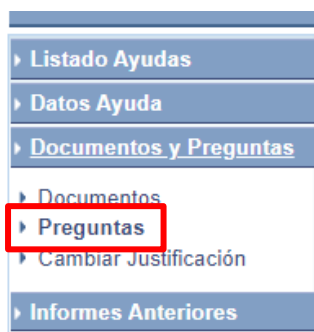 Listado Ayudas
Datos Ayuda
Documentos y Preguntas
Documentos
Preguntas
Cambiar Justificación
Informes Anteriores